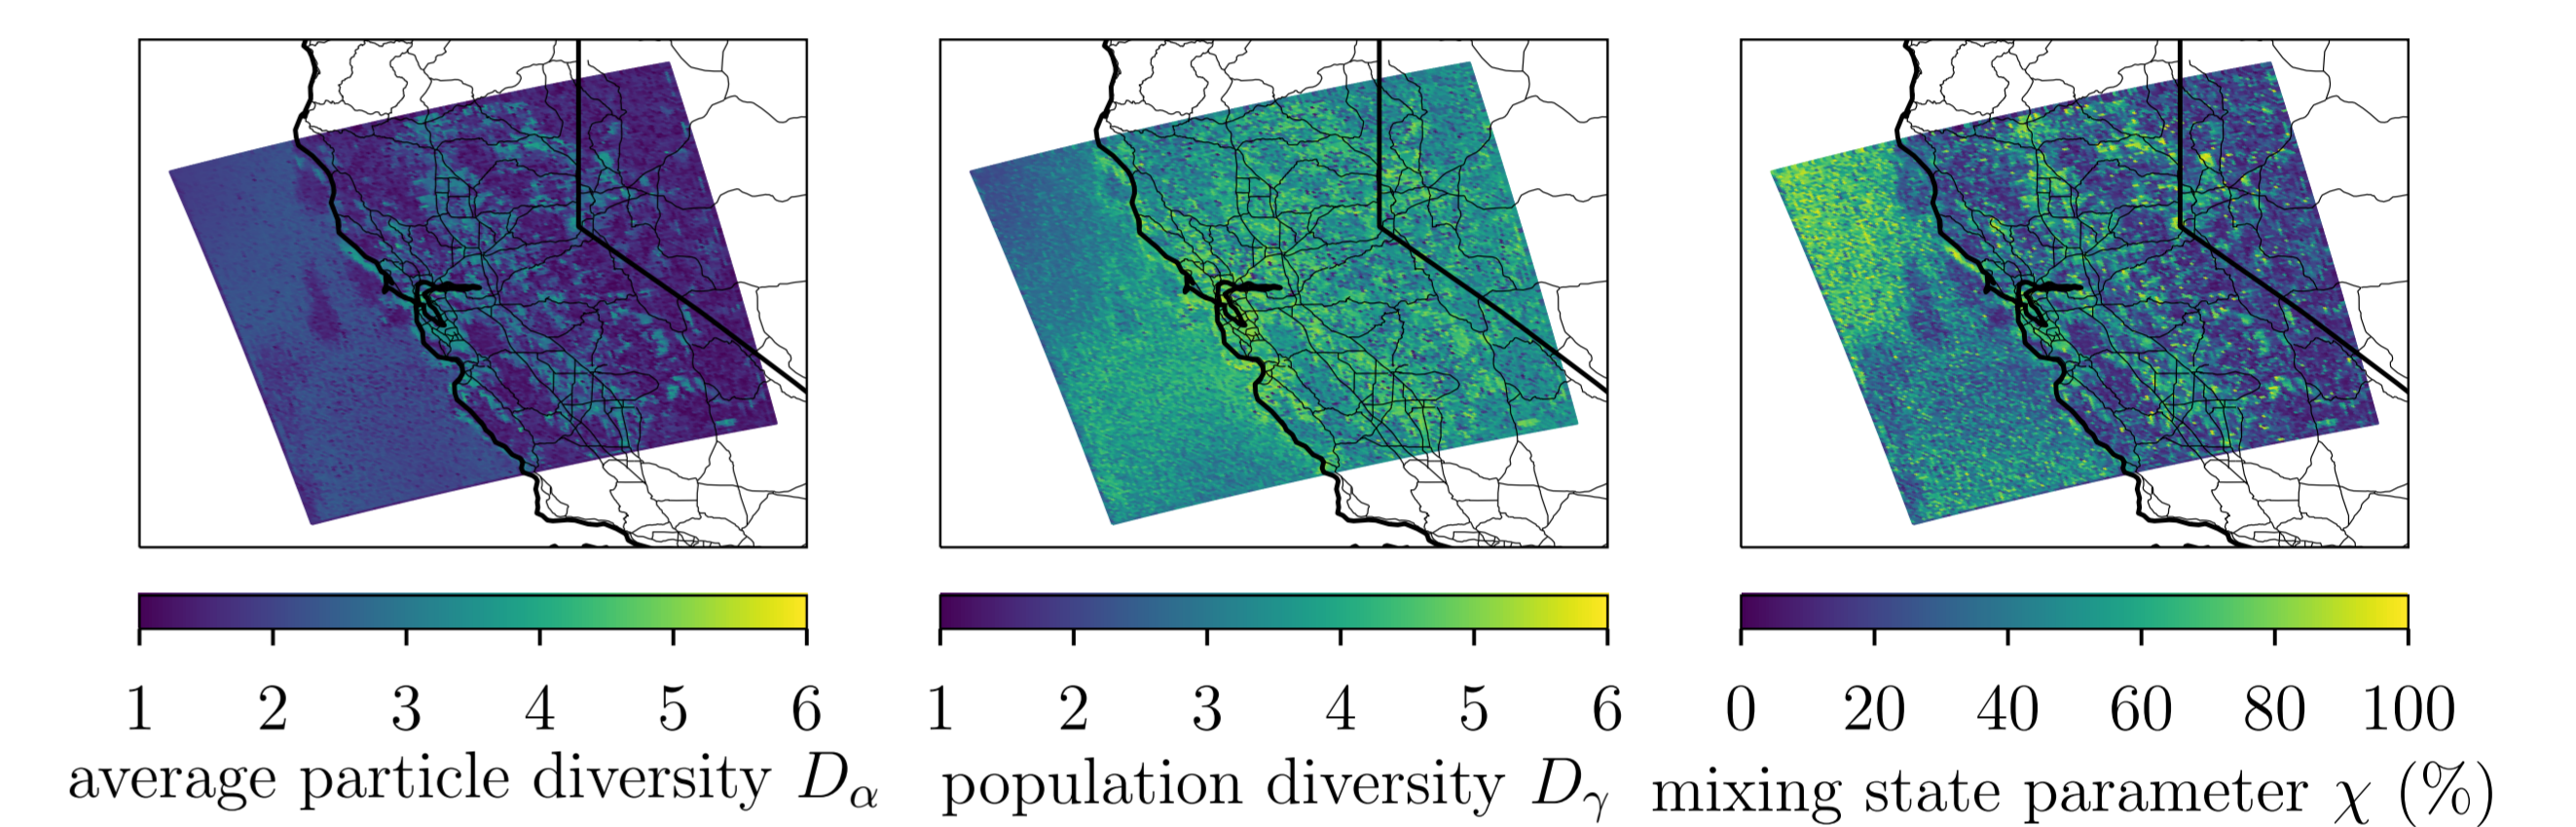 1 2 3 4 5 6
average particle diversity Dα
1 2 3 4 5 6
population diversity Dγ
0 20 40 60 80 100
mixing state parameter χ (%)